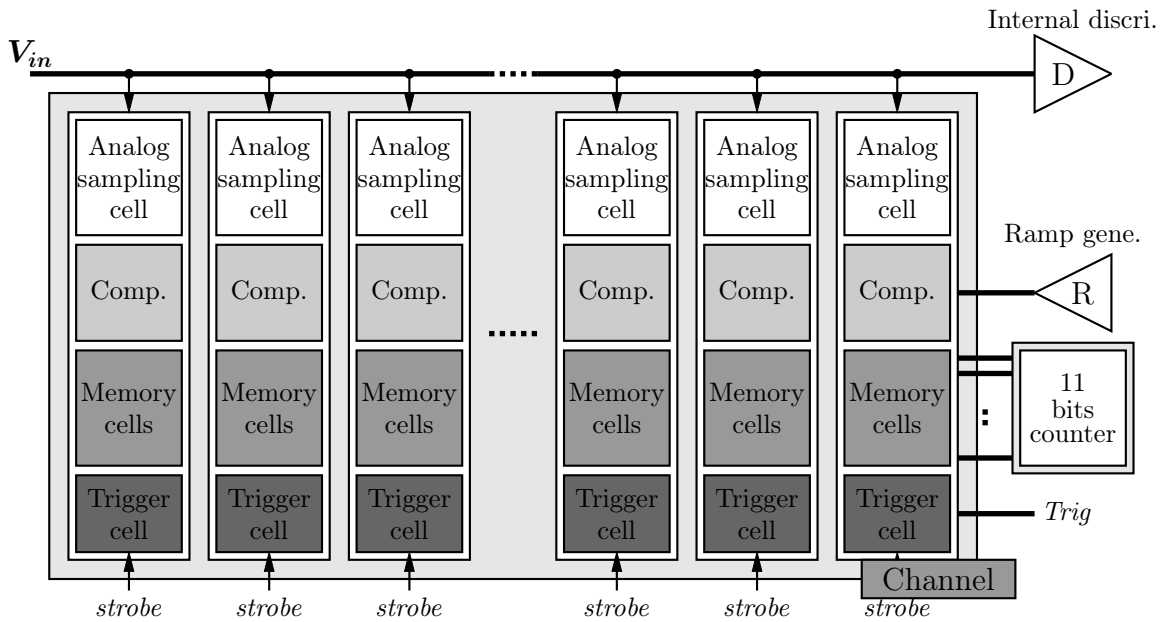 Internal discri.
V_in
D
Analog
sampling
cell
Analog
sampling
cell
Analog
sampling
cell
Analog
sampling
cell
Analog
sampling
cell
Analog
sampling
cell
Ramp gene.
Comp.
Comp.
Comp.
Comp.
Comp.
Comp.
R
Memory
cells
Memory
cells
Memory
cells
Memory
cells
Memory
cells
Memory
cells
11
bits
counter
Trigger
cell
Trigger
cell
Trigger
cell
Trigger
cell
Trigger
cell
Trigger
cell
Trig
Channel
strobe
strobe
strobe
strobe
strobe
strobe